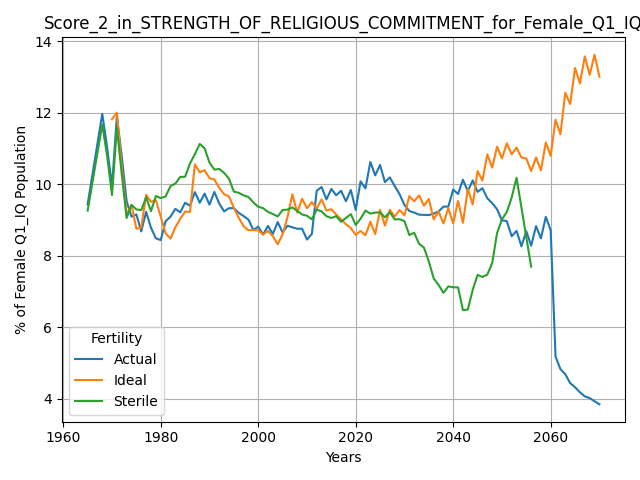 Score_2_in_STRENGTH_OF_RELIGIOUS_COMMITMENT_for_Female_Q1_IQ
% of Female Q1_IQ Population
14
12
10
8
6
4
Fertility
Actual
Ideal
Sterile
1960 1980 2000 2020 2040 2060
Years